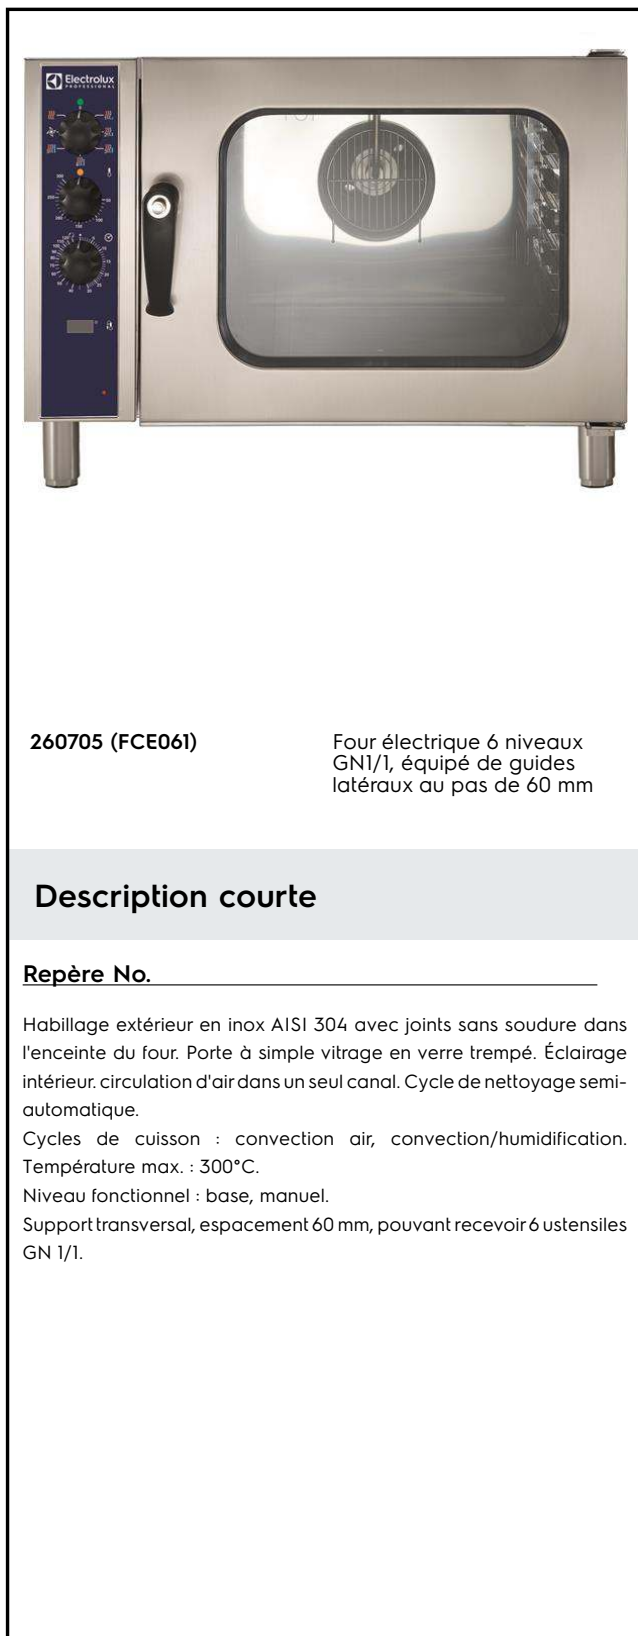 Electrolux
PROFESSIONAL
260705 (FCE061)
Four électrique 6 niveaux
GN1/1, équipé de guides
latéraux au pas de 60 mm
Description courte
Repère No.
Habillage extérieur en inox AISI 304 avec joints sans soudure dans
l'enceinte du four. Porte à simple vitrage en verre trempé. Éclairage
intérieur. circulation d'air dans un seul canal. Cycle de nettoyage semi-
automatique.
Cycles de cuisson : convection air, convection/humidification.
Température max. : 300°C.
Niveau fonctionnel : base, manuel.
Support transversal, espacement 60 mm, pouvant recevoir 6 ustensiles
GN 1/1.